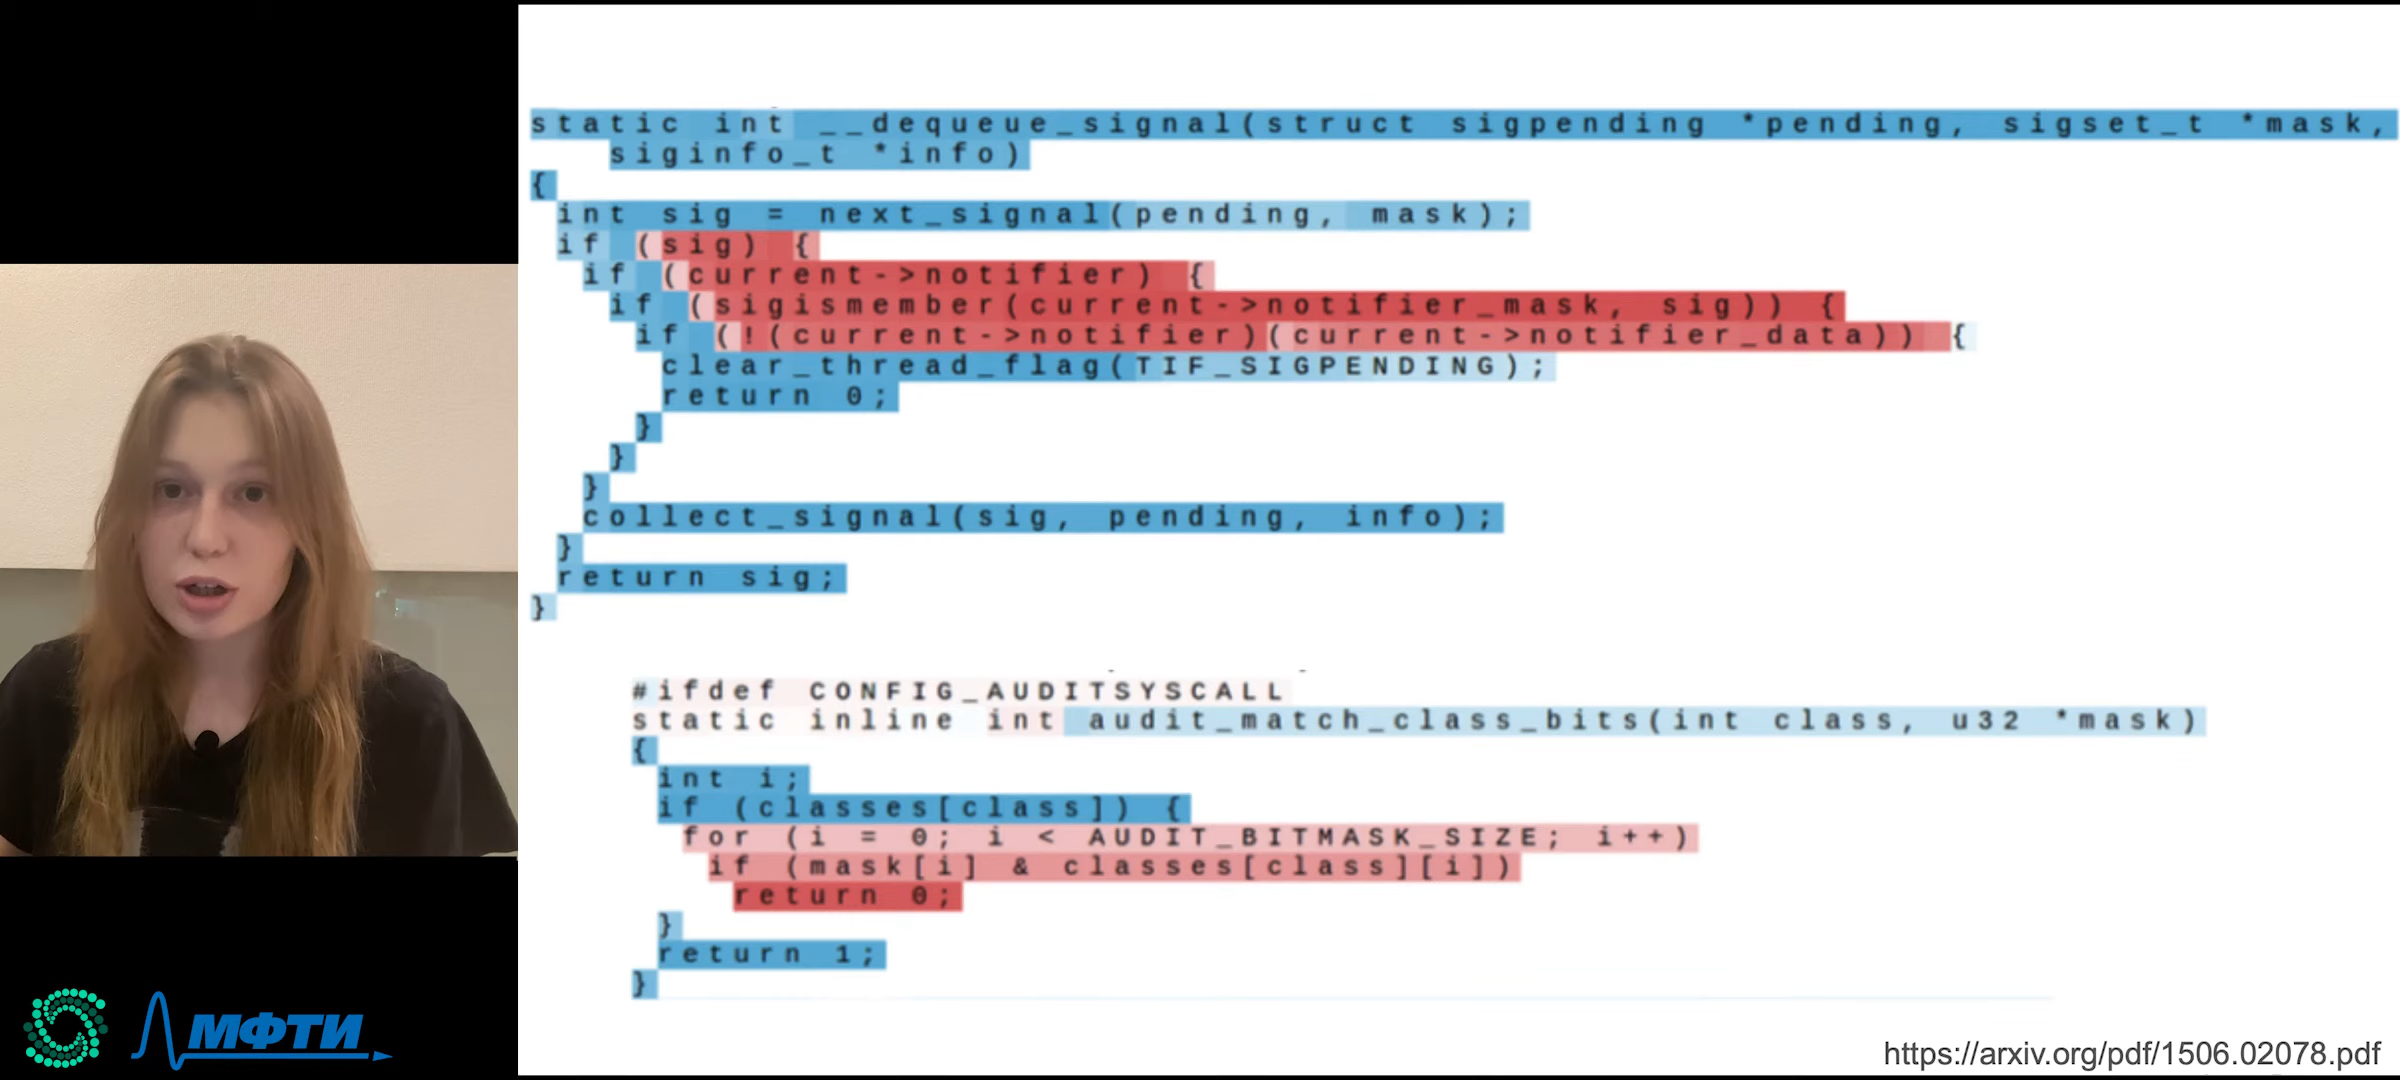 static int __dequeue_signal(struct sigpending *pending, sigset_t *mask,
siginfo_t *info)
{
int sig = next_signal(pending, mask);
if (sig) {
if (current->notifier) {
if (sigismember(current->notifier_mask, sig)) {
if (!(current->notifier)(current->notifier_data)) {
clear_thread_flag(TIF_SIGPENDING);
return 0;
}
}
}
collect_signal(sig, pending, info);
}
return sig;
}
#ifdef CONFIG_AUDITSYSCALL
static inline int audit_match_class_bits(int class, u32 *mask)
{
int i;
if (classes[class]) {
for (i = 0; i < AUDIT_BITMASK_SIZE; i++)
if (mask[i] & classes[class][i])
return 0;
}
return 1;
}
МФТИ
https://arxiv.org/pdf/1506.02078.pdf